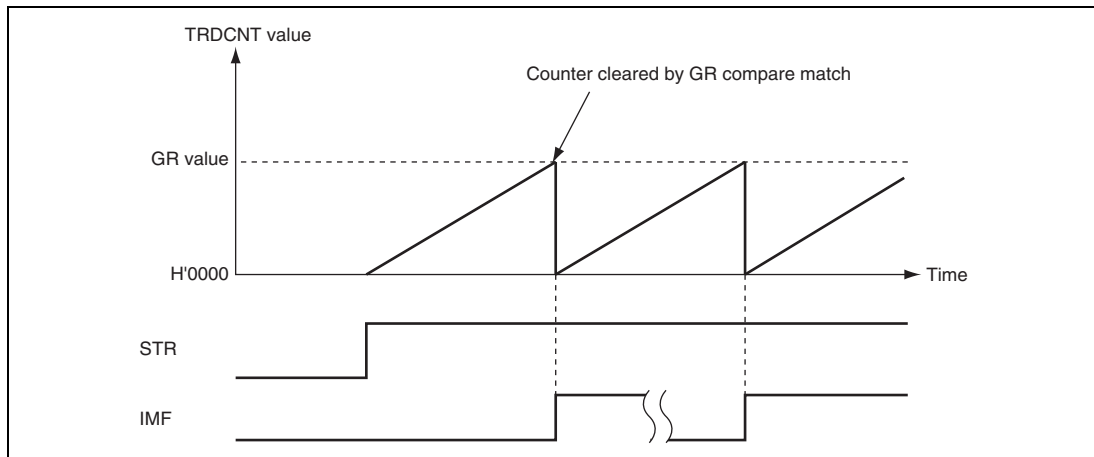 TRDCNT value
Counter cleared by GR compare match
GR value
H'0000
Time
STR
IMF